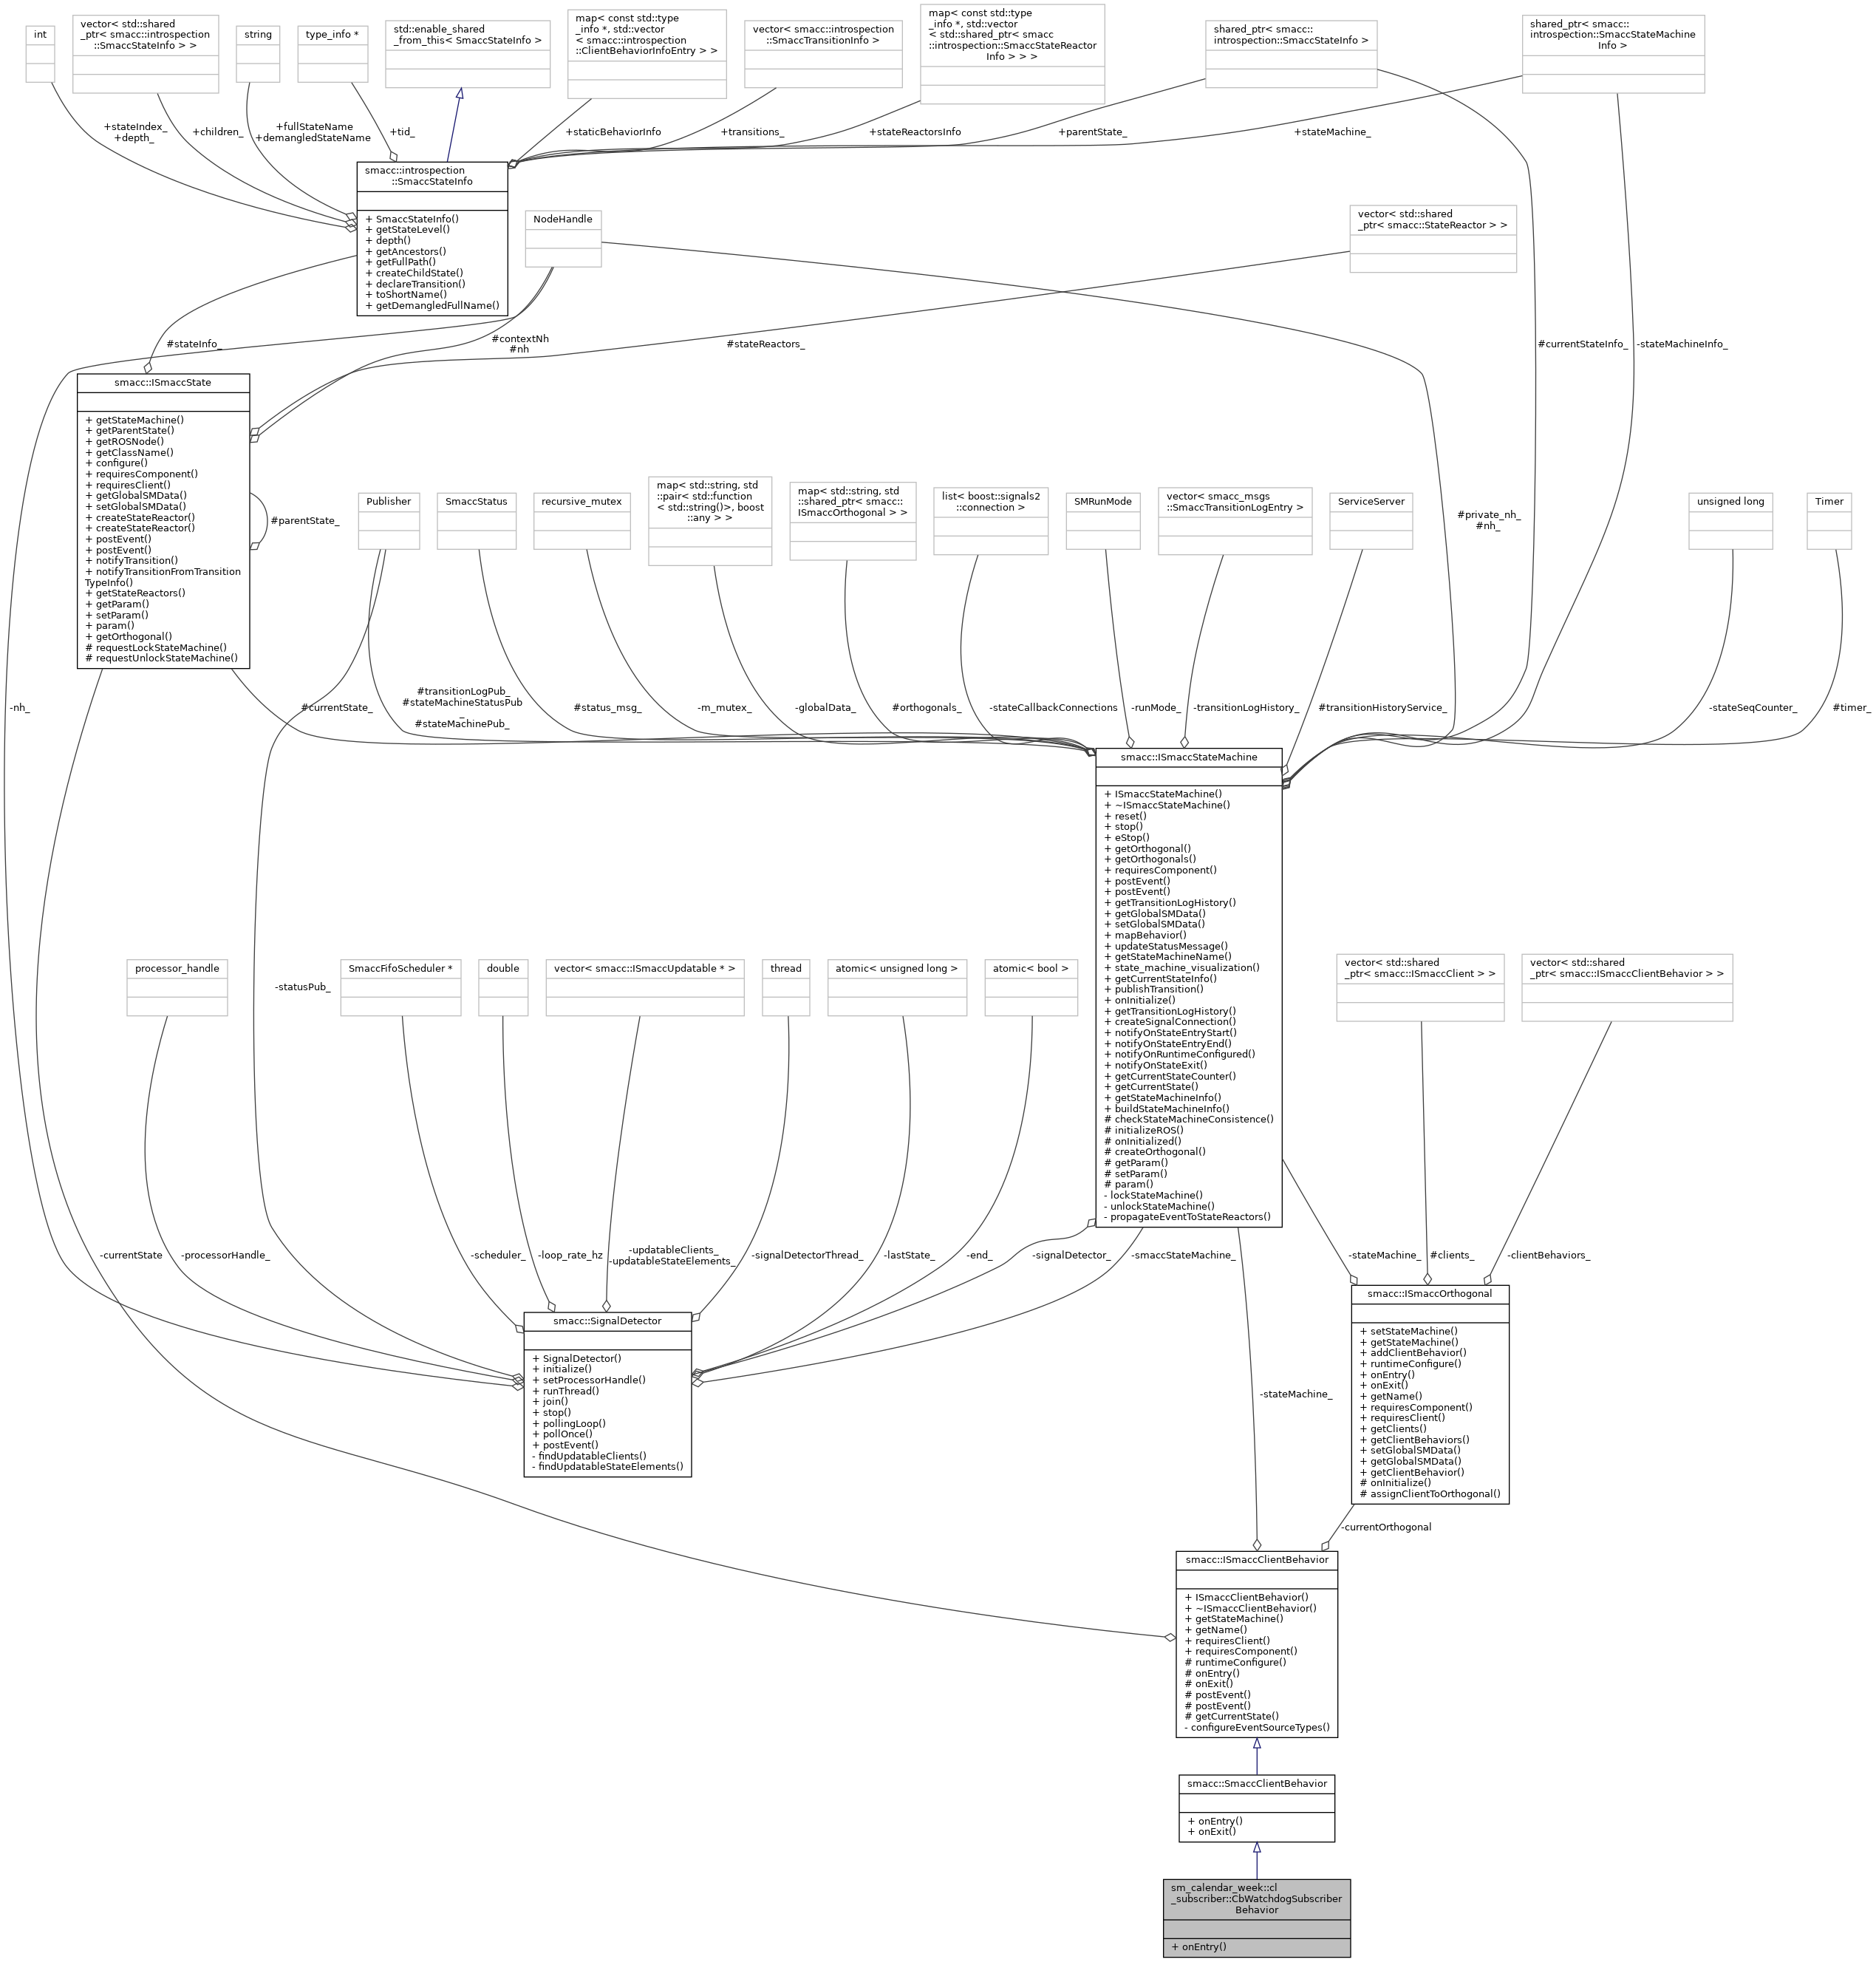 int
vector< std::shared
_ptr< smacc::introspection
::SmaccStateInfo > >
string
type_info *
std::enable_shared
_from_this< SmaccStateInfo >
map< const std::type
_info *, std::vector
< smacc::introspection
::ClientBehaviorInfoEntry > >
vector< smacc::introspection
::SmaccTransitionInfo >
map< const std::type
_info *, std::vector
< std::shared_ptr< smacc
::introspection::SmaccStateReactor
Info > > >
shared_ptr< smacc::
introspection::SmaccStateInfo >
shared_ptr< smacc::
introspection::SmaccStateMachine
Info >
+stateIndex_
+depth_
+children_
+fullStateName
+demangledStateName
+tid_
+staticBehaviorInfo
+transitions_
+stateReactorsInfo
+parentState_
+stateMachine_
smacc::introspection
::SmaccStateInfo
+ SmaccStateInfo()
+ getStateLevel()
+ depth()
+ getAncestors()
+ getFullPath()
+ createChildState()
+ declareTransition()
+ toShortName()
+ getDemangledFullName()
NodeHandle
vector< std::shared
_ptr< smacc::StateReactor > >
#stateInfo_
#contextNh
#nh
#stateReactors_
#currentStateInfo_
-stateMachineInfo_
smacc::ISmaccState
+ getStateMachine()
+ getParentState()
+ getROSNode()
+ getClassName()
+ configure()
+ requiresComponent()
+ requiresClient()
+ getGlobalSMData()
+ setGlobalSMData()
+ createStateReactor()
+ createStateReactor()
+ postEvent()
+ postEvent()
+ notifyTransition()
+ notifyTransitionFromTransition
TypeInfo()
+ getStateReactors()
+ getParam()
+ setParam()
+ param()
+ getOrthogonal()
# requestLockStateMachine()
# requestUnlockStateMachine()
#parentState_
Publisher
SmaccStatus
recursive_mutex
map< std::string, std
::pair< std::function
< std::string()>, boost
::any > >
map< std::string, std
::shared_ptr< smacc::
ISmaccOrthogonal > >
list< boost::signals2
::connection >
SMRunMode
vector< smacc_msgs
::SmaccTransitionLogEntry >
ServiceServer
#private_nh_
#nh_
unsigned long
Timer
-nh_
#currentState_
#transitionLogPub_
#stateMachineStatusPub
_
#stateMachinePub_
#status_msg_
-m_mutex_
-globalData_
#orthogonals_
-stateCallbackConnections
-runMode_
-transitionLogHistory_
#transitionHistoryService_
-stateSeqCounter_
#timer_
smacc::ISmaccStateMachine
+ ISmaccStateMachine()
+ ~ISmaccStateMachine()
+ reset()
+ stop()
+ eStop()
+ getOrthogonal()
+ getOrthogonals()
+ requiresComponent()
+ postEvent()
+ postEvent()
+ getTransitionLogHistory()
+ getGlobalSMData()
+ setGlobalSMData()
+ mapBehavior()
+ updateStatusMessage()
+ getStateMachineName()
+ state_machine_visualization()
+ getCurrentStateInfo()
+ publishTransition()
+ onInitialize()
+ getTransitionLogHistory()
+ createSignalConnection()
+ notifyOnStateEntryStart()
+ notifyOnStateEntryEnd()
+ notifyOnRuntimeConfigured()
+ notifyOnStateExit()
+ getCurrentStateCounter()
+ getCurrentState()
+ getStateMachineInfo()
+ buildStateMachineInfo()
# checkStateMachineConsistence()
# initializeROS()
# onInitialized()
# createOrthogonal()
# getParam()
# setParam()
# param()
- lockStateMachine()
- unlockStateMachine()
- propagateEventToStateReactors()
processor_handle
-statusPub_
SmaccFifoScheduler *
double
vector< smacc::ISmaccUpdatable * >
thread
atomic< unsigned long >
atomic< bool >
vector< std::shared
_ptr< smacc::ISmaccClient > >
vector< std::shared
_ptr< smacc::ISmaccClientBehavior > >
-currentState
-processorHandle_
-scheduler_
-loop_rate_hz
-updatableClients_
-updatableStateElements_
-signalDetectorThread_
-lastState_
-end_
-signalDetector_
-smaccStateMachine_
-stateMachine_
#clients_
-clientBehaviors_
smacc::SignalDetector
+ SignalDetector()
+ initialize()
+ setProcessorHandle()
+ runThread()
+ join()
+ stop()
+ pollingLoop()
+ pollOnce()
+ postEvent()
- findUpdatableClients()
- findUpdatableStateElements()
smacc::ISmaccOrthogonal
+ setStateMachine()
+ getStateMachine()
+ addClientBehavior()
+ runtimeConfigure()
+ onEntry()
+ onExit()
+ getName()
+ requiresComponent()
+ requiresClient()
+ getClients()
+ getClientBehaviors()
+ setGlobalSMData()
+ getGlobalSMData()
+ getClientBehavior()
# onInitialize()
# assignClientToOrthogonal()
-stateMachine_
-currentOrthogonal
smacc::ISmaccClientBehavior
+ ISmaccClientBehavior()
+ ~ISmaccClientBehavior()
+ getStateMachine()
+ getName()
+ requiresClient()
+ requiresComponent()
# runtimeConfigure()
# onEntry()
# onExit()
# postEvent()
# postEvent()
# getCurrentState()
- configureEventSourceTypes()
smacc::SmaccClientBehavior
+ onEntry()
+ onExit()
sm_calendar_week::cl
_subscriber::CbWatchdogSubscriber
Behavior
+ onEntry()